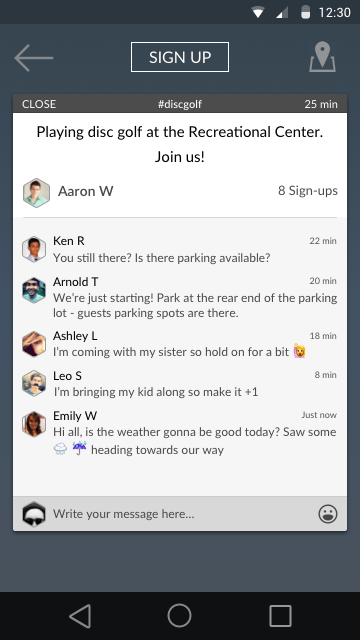 12:30
SIGN UP
CLOSE #discgolf 25 min
Playing disc golf at the Recreational Center.
Join us!
Aaron W 8 Sign-ups
Ken R 22 min
You still there? Is there parking available?
Arnold T 20 min
We're just starting! Park at the rear end of the parking
lot - guests parking spots are there.
Ashley L 18 min
I'm coming with my sister so hold on for a bit 🙋
Leo S 8 min
I'm bringing my kid along so make it +1
Emily W Just now
Hi all, is the weather gonna be good today? Saw some
🌧 ☔ heading towards our way
Write your message here...